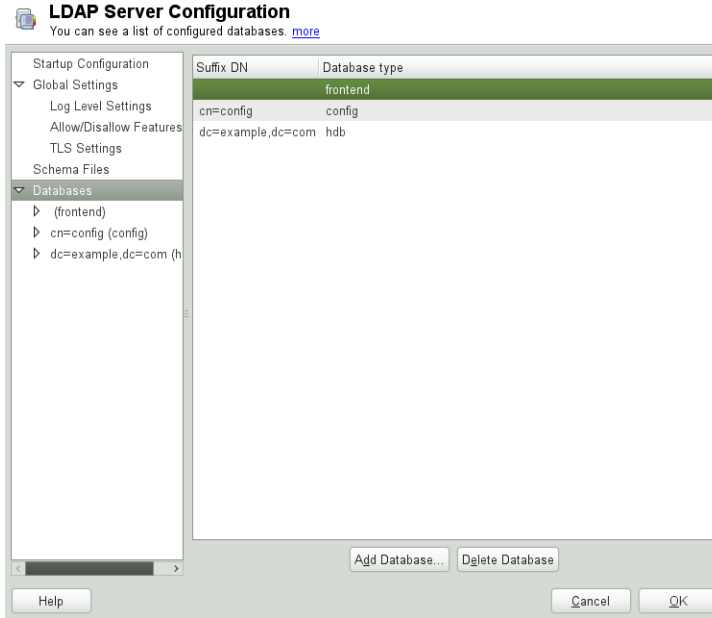 LDAP Server Configuration
You can see a list of configured databases. more
Startup Configuration
Global Settings
Log Level Settings
Allow/Disallow Features
TLS Settings
Schema Files
Databases
(frontend)
cn=config (config)
dc=example,dc=com (h
Suffix DN Database type
frontend
cn=config config
dc=example,dc=com hdb
Add Database... Delete Database
Help Cancel OK